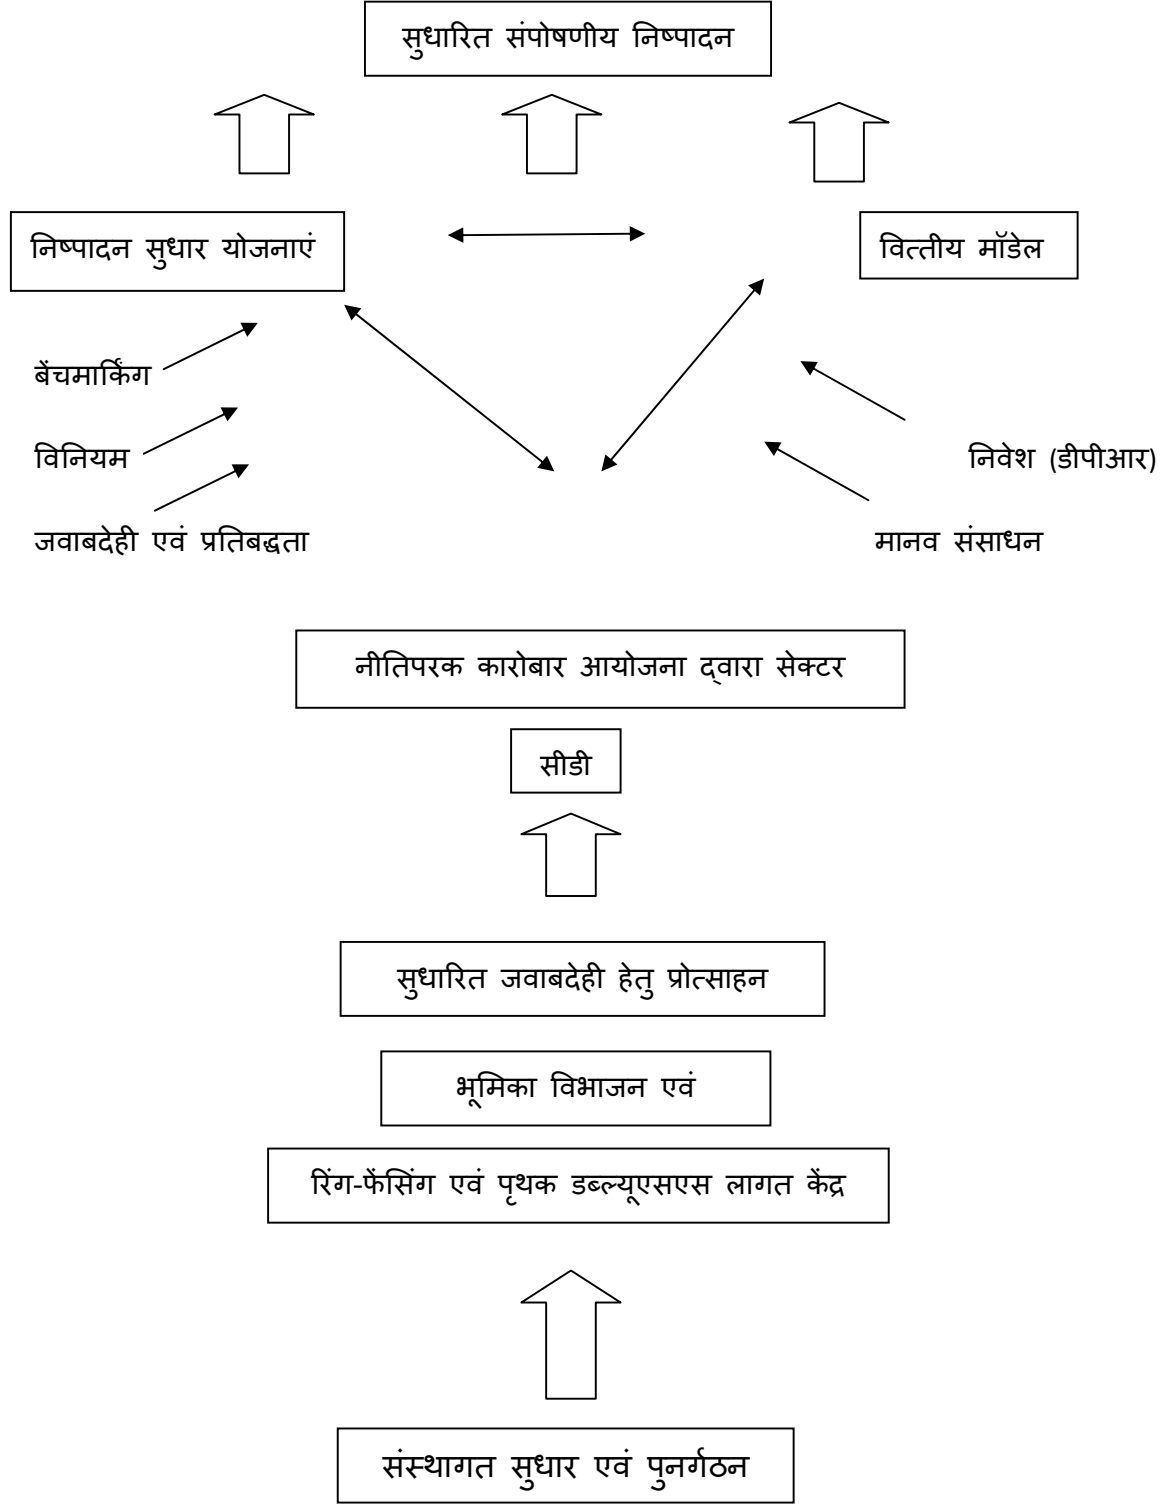 सुधारित संपोषणीय निष्पादन
निष्पादन सुधार योजनाएं
वित्तीय मॉडेल
बेंचमार्किंग
विनियम
निवेश (डीपीआर)
जवाबदेही एवं प्रतिबद्धता
मानव संसाधन
नीतिपरक कारोबार आयोजना द्वारा सेक्टर
सीडी
सुधारित जवाबदेही हेतु प्रोत्साहन
भूमिका विभाजन एवं
रिंग-फेंसिंग एवं पृथक डब्ल्यूएसएस लागत केंद्र
संस्थागत सुधार एवं पुनर्गठन